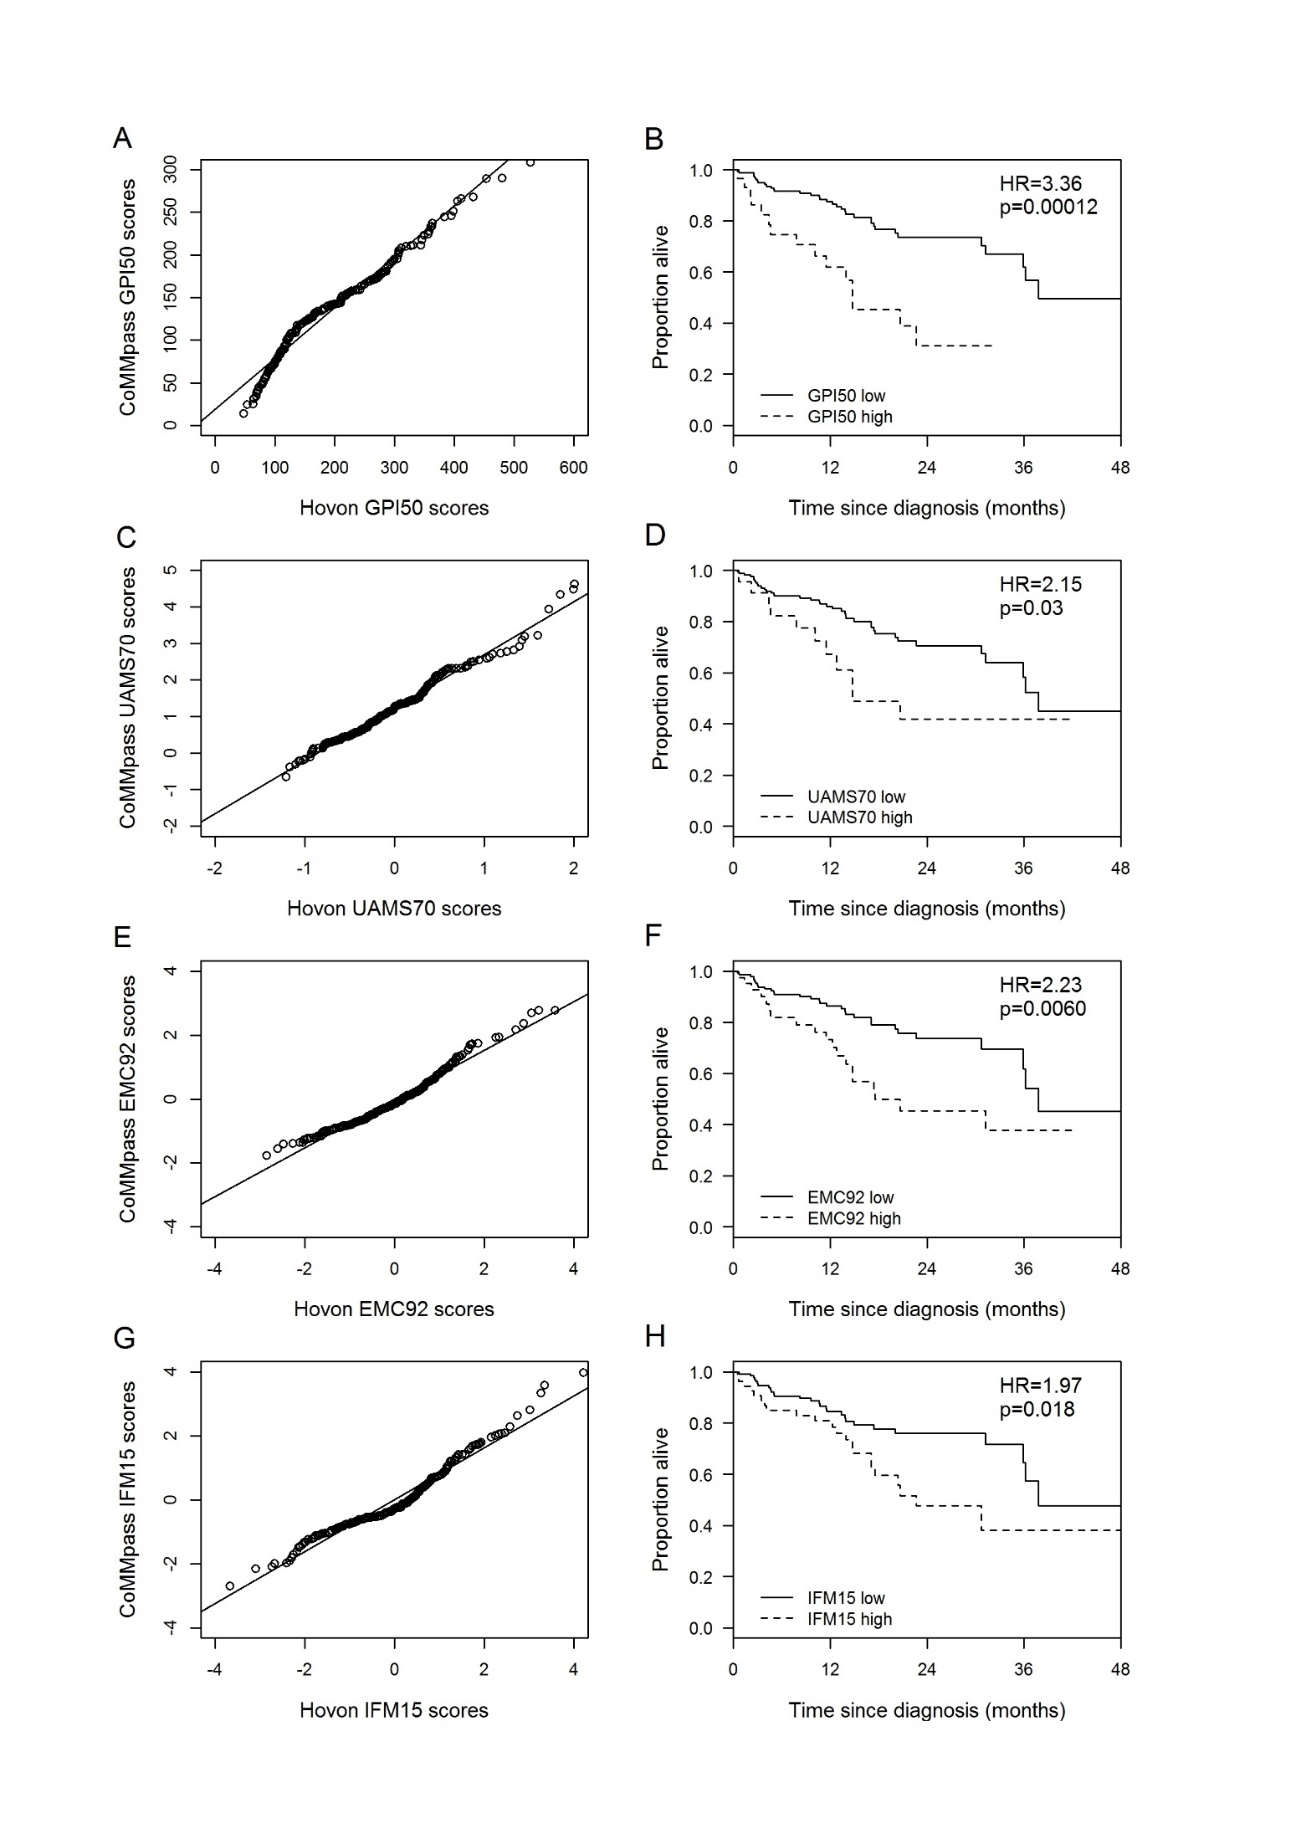 A
CoMMpass GPI50 scores
300
250
200
150
100
50
0
0 100 200 300 400 500 600
Hovon GPI50 scores
B
Proportion alive
1.0
0.8
0.6
0.4
0.2
0.0
HR=3.36
p=0.00012
GPI50 low
GPI50 high
0 12 24 36 48
Time since diagnosis (months)
C
CoMMpass UAMS70 scores
5
4
3
2
1
0
-1
-2
-2 -1 0 1 2
Hovon UAMS70 scores
D
Proportion alive
1.0
0.8
0.6
0.4
0.2
0.0
HR=2.15
p=0.03
UAMS70 low
UAMS70 high
0 12 24 36 48
Time since diagnosis (months)
E
CoMMpass EMC92 scores
4
2
0
-2
-4
-4 -2 0 2 4
Hovon EMC92 scores
F
Proportion alive
1.0
0.8
0.6
0.4
0.2
0.0
HR=2.23
p=0.0060
EMC92 low
EMC92 high
0 12 24 36 48
Time since diagnosis (months)
G
CoMMpass IFM15 scores
4
2
0
-2
-4
-4 -2 0 2 4
Hovon IFM15 scores
H
Proportion alive
1.0
0.8
0.6
0.4
0.2
0.0
HR=1.97
p=0.018
IFM15 low
IFM15 high
0 12 24 36 48
Time since diagnosis (months)